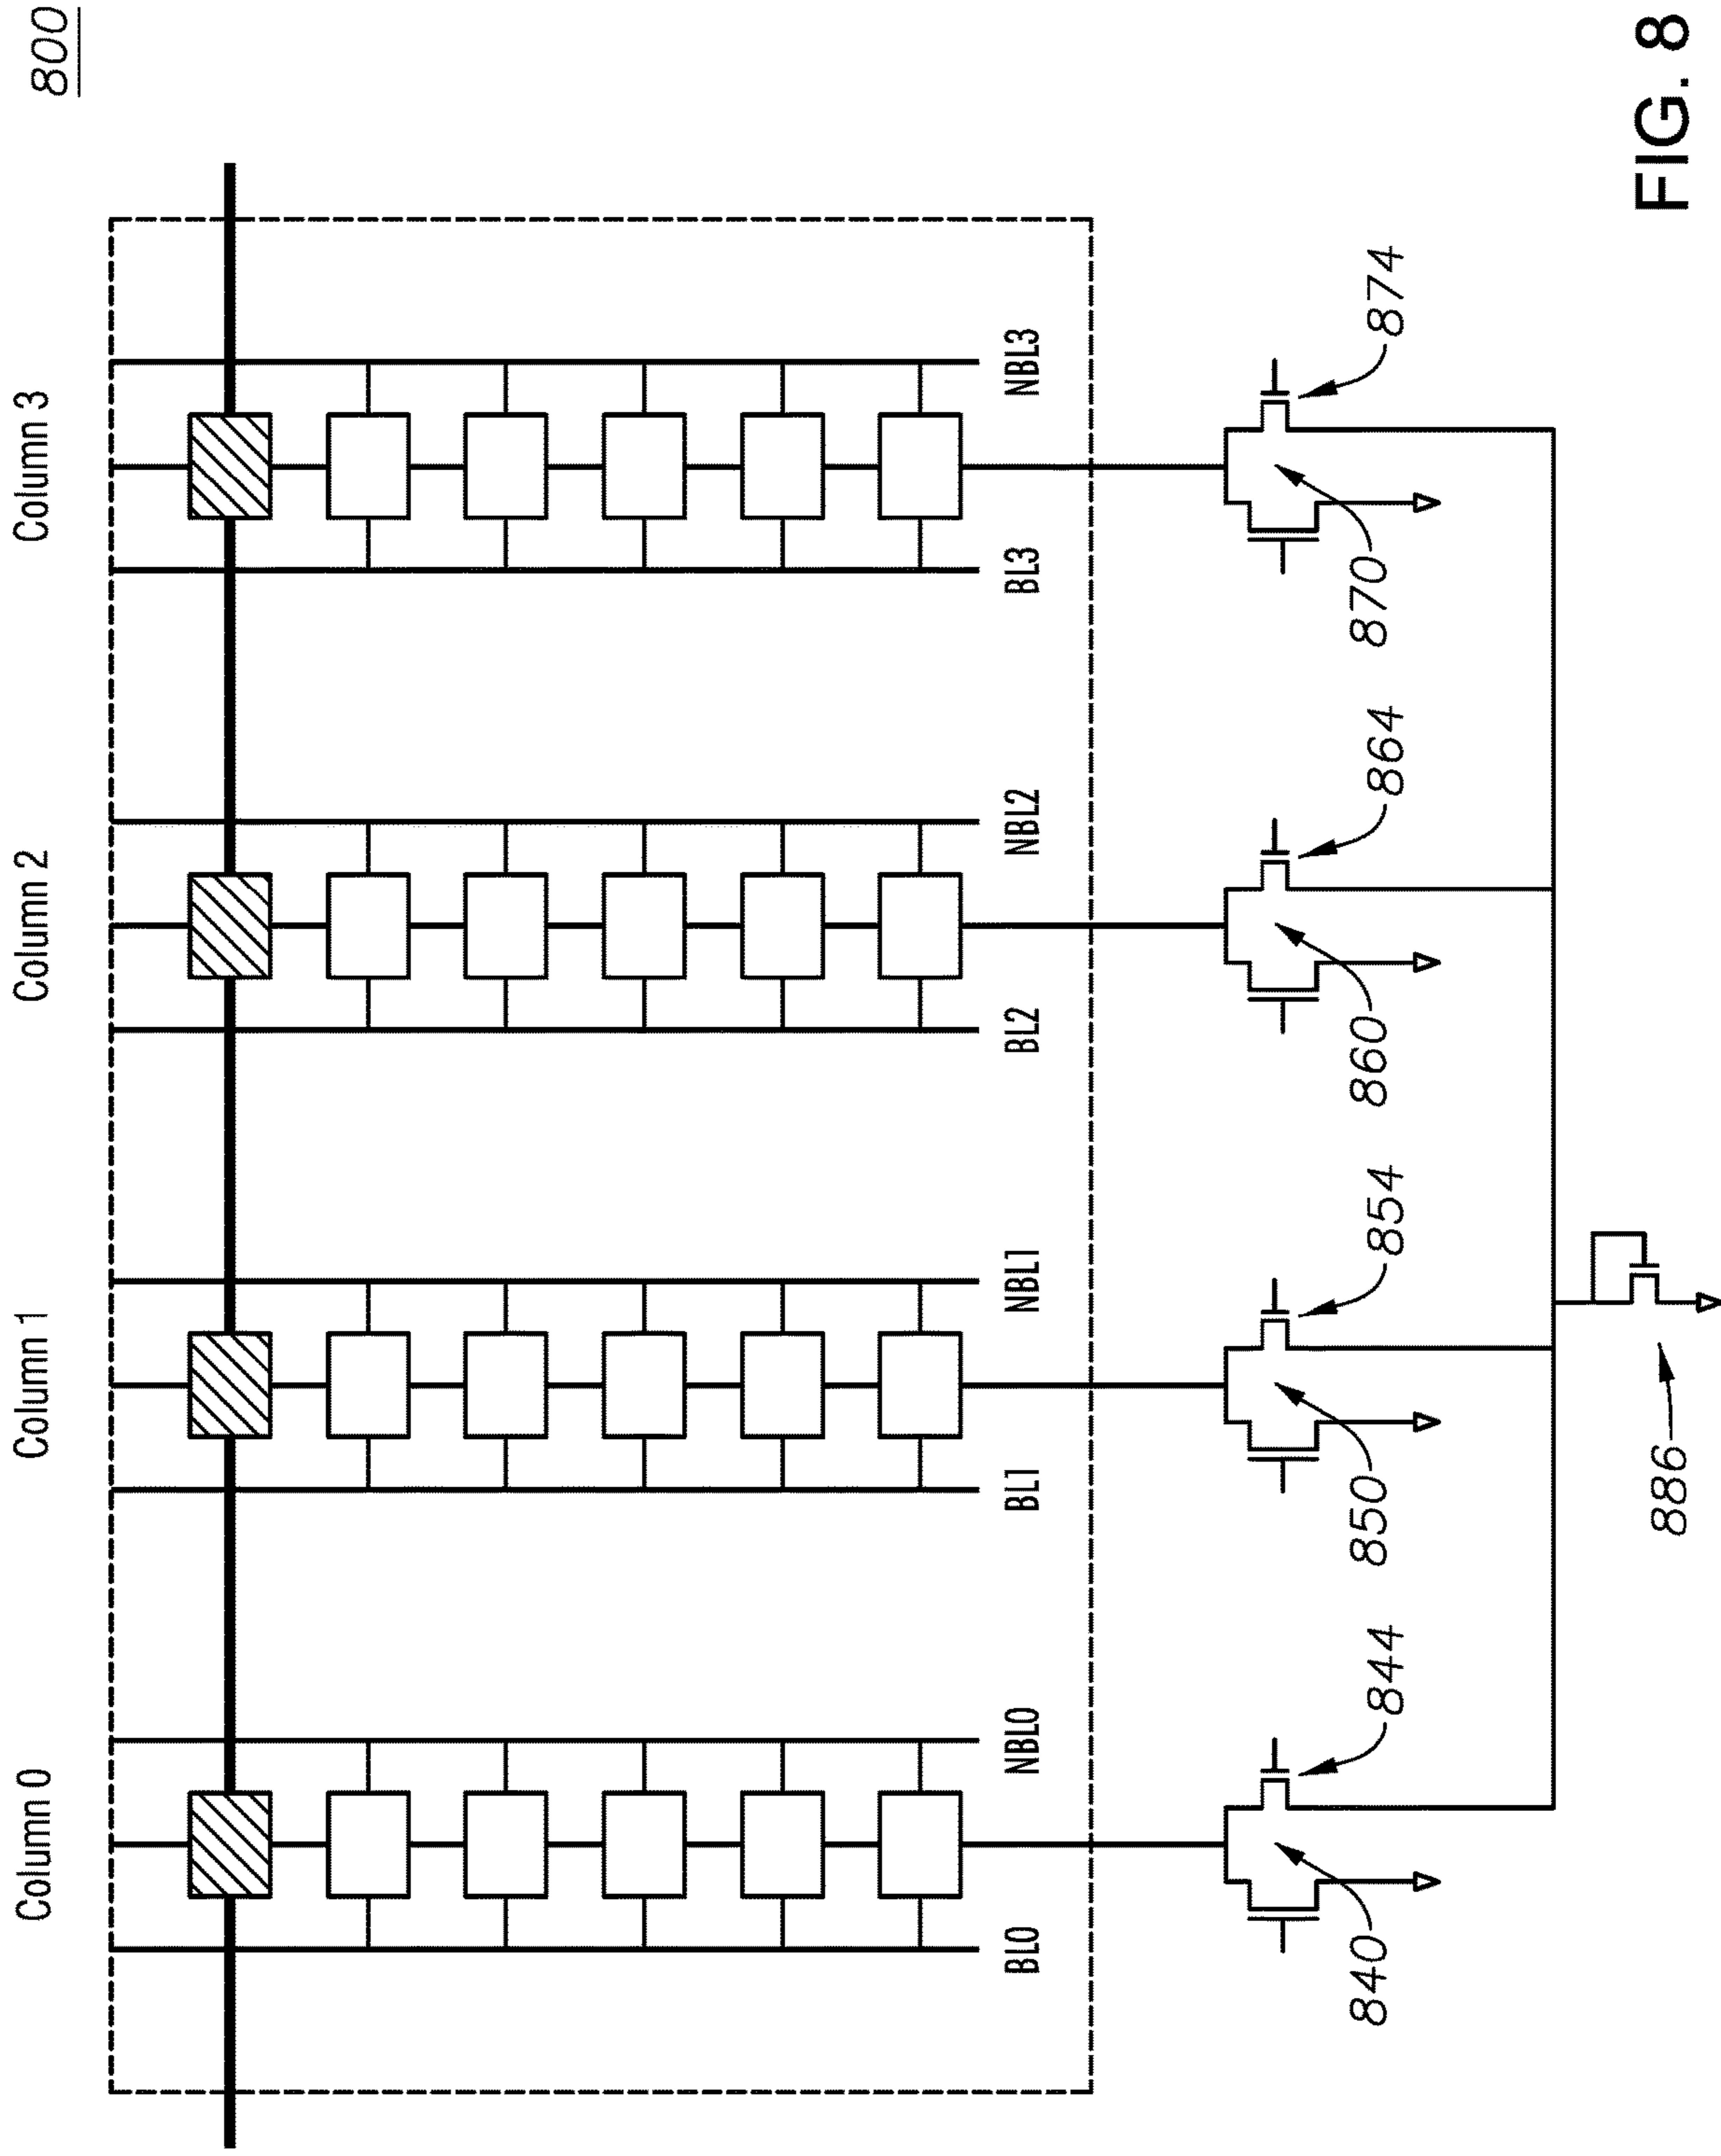 800
Column 0 Column 1 Column 2 Column 3
BL0 NBL0 BL1 NBL1 BL2 NBL2 BL3 NBL3
840 844 850 854 860 864 870 874
886
FIG. 8